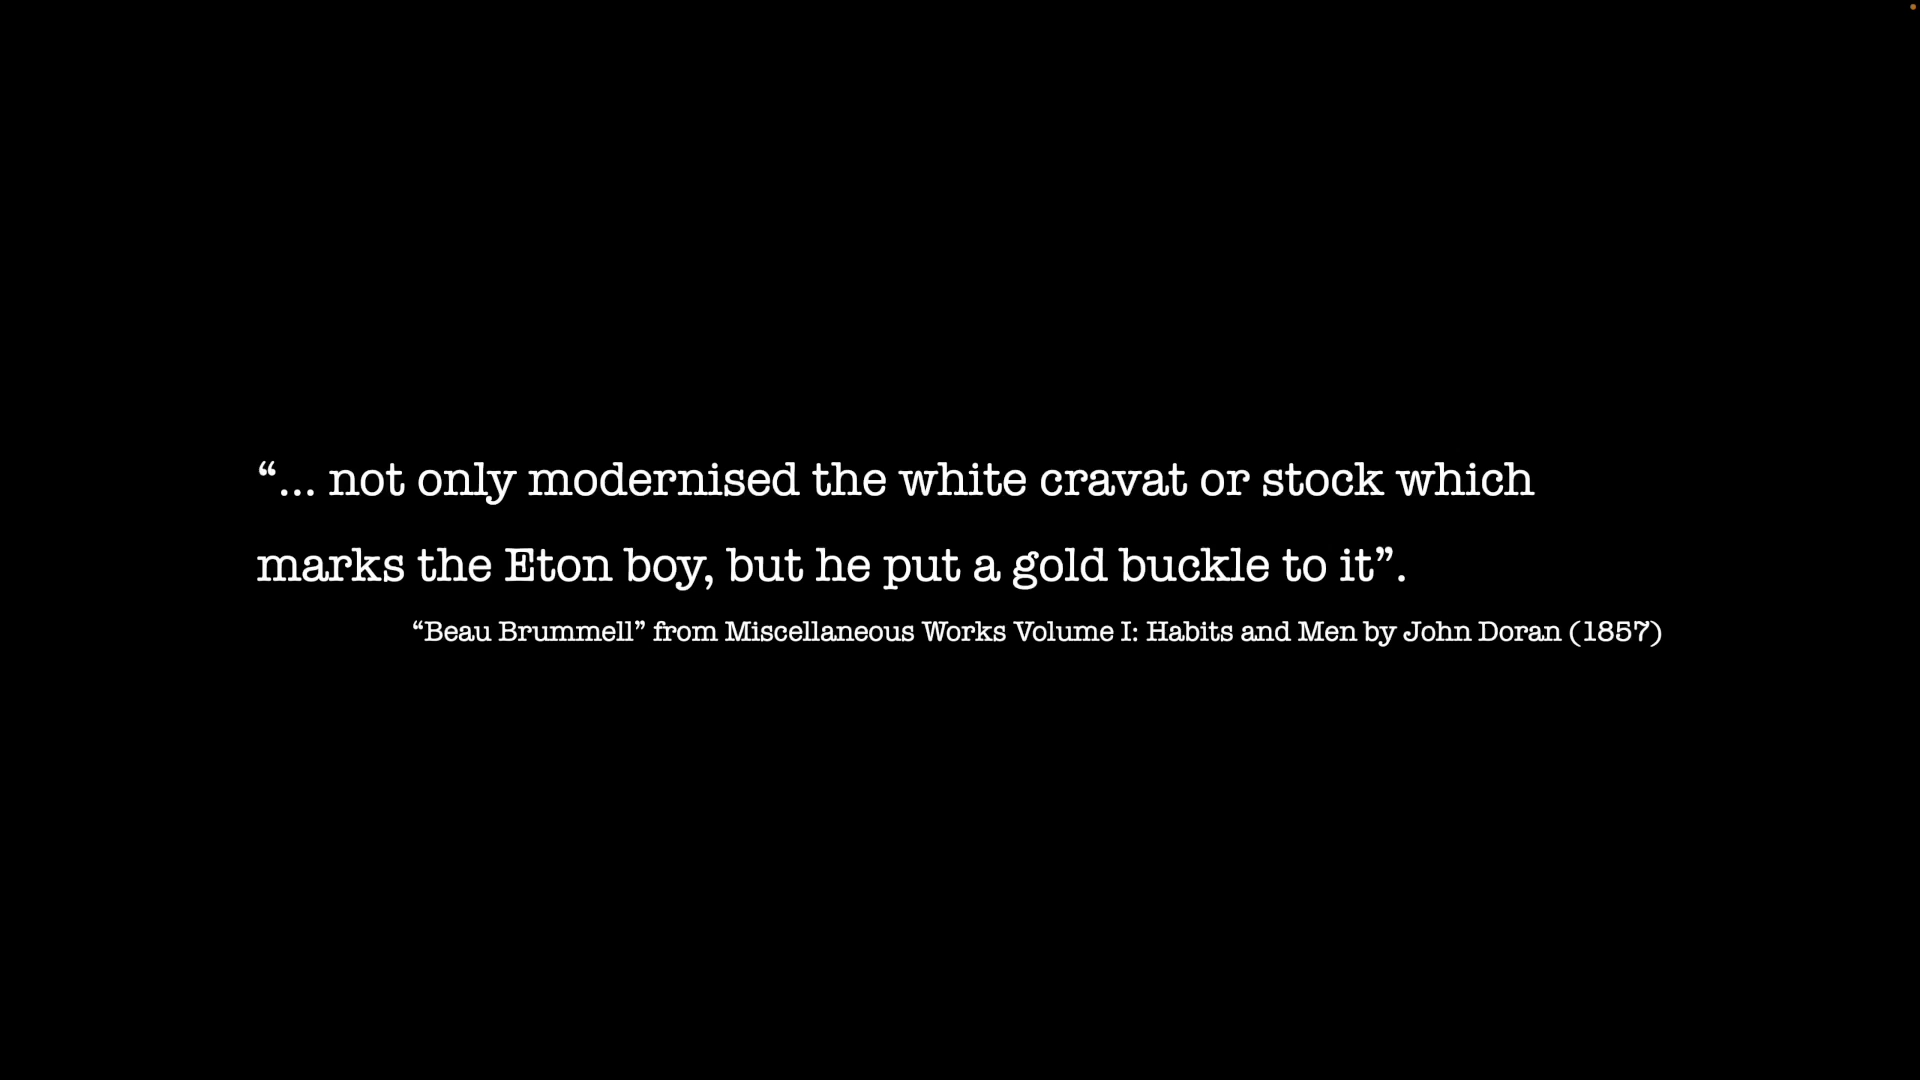 “... not only modernised the white cravat or stock which
marks the Eton boy, but he put a gold buckle to it”.
“Beau Brummell” from Miscellaneous Works Volume I: Habits and Men by John Doran (1857)